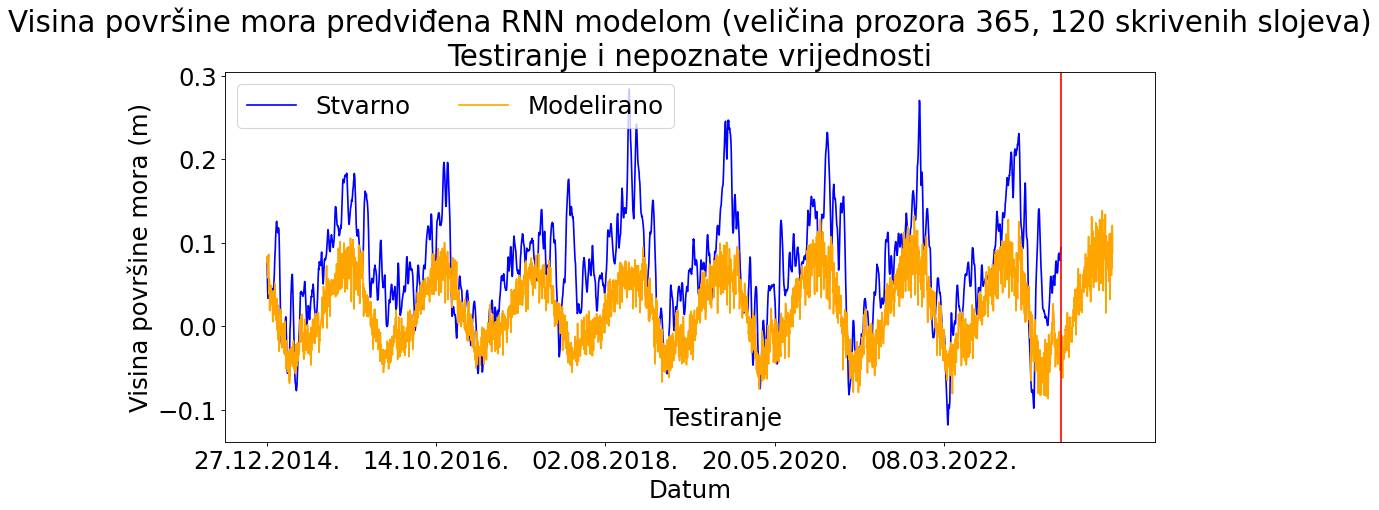 Visina površine mora predviđena RNN modelom (veličina prozora 365, 120 skrivenih slojeva)
Testiranje i nepoznate vrijednosti
Stvarno
Modelirano
Visina površine mora (m)
0.3
0.2
0.1
0.0
−0.1
Testiranje
27.12.2014.
14.10.2016.
02.08.2018.
20.05.2020.
08.03.2022.
Datum